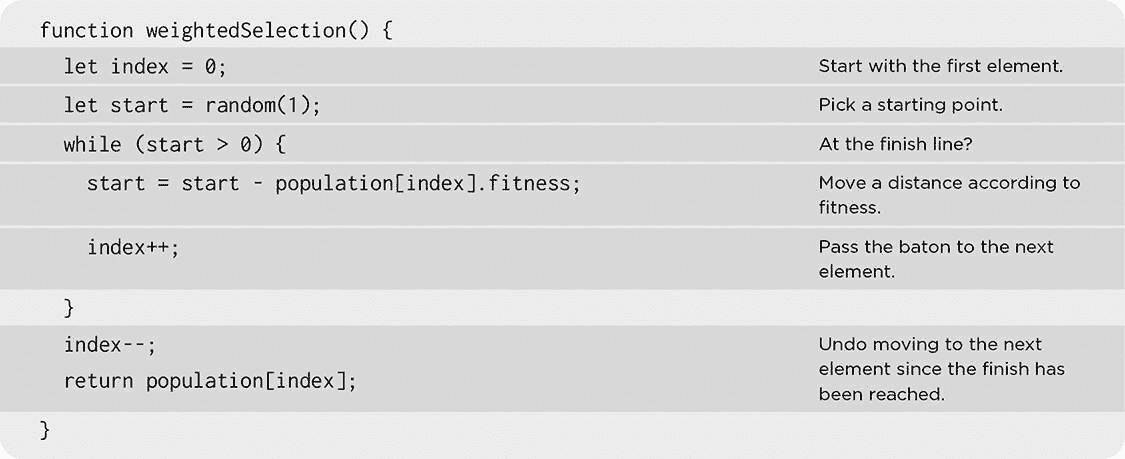 function weightedSelection() {
let index = 0;
Start with the first element.
let start = random(1);
Pick a starting point.
while (start > 0) {
At the finish line?
start = start - population[index].fitness;
Move a distance according to
fitness.
index++;
Pass the baton to the next
element.
}
index--;
return population[index];
Undo moving to the next
element since the finish has
been reached.
}